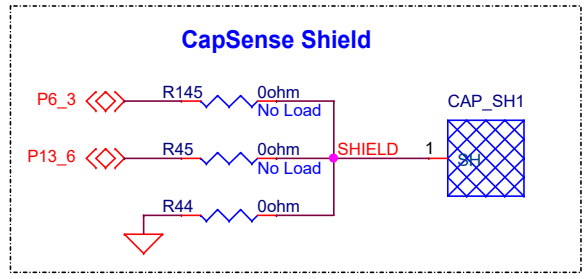 CapSense Shield
P6_3 R145 0ohm
No Load
CAP_SH1
P13_6 R45 0ohm SHIELD 1 SH
No Load
R44 0ohm